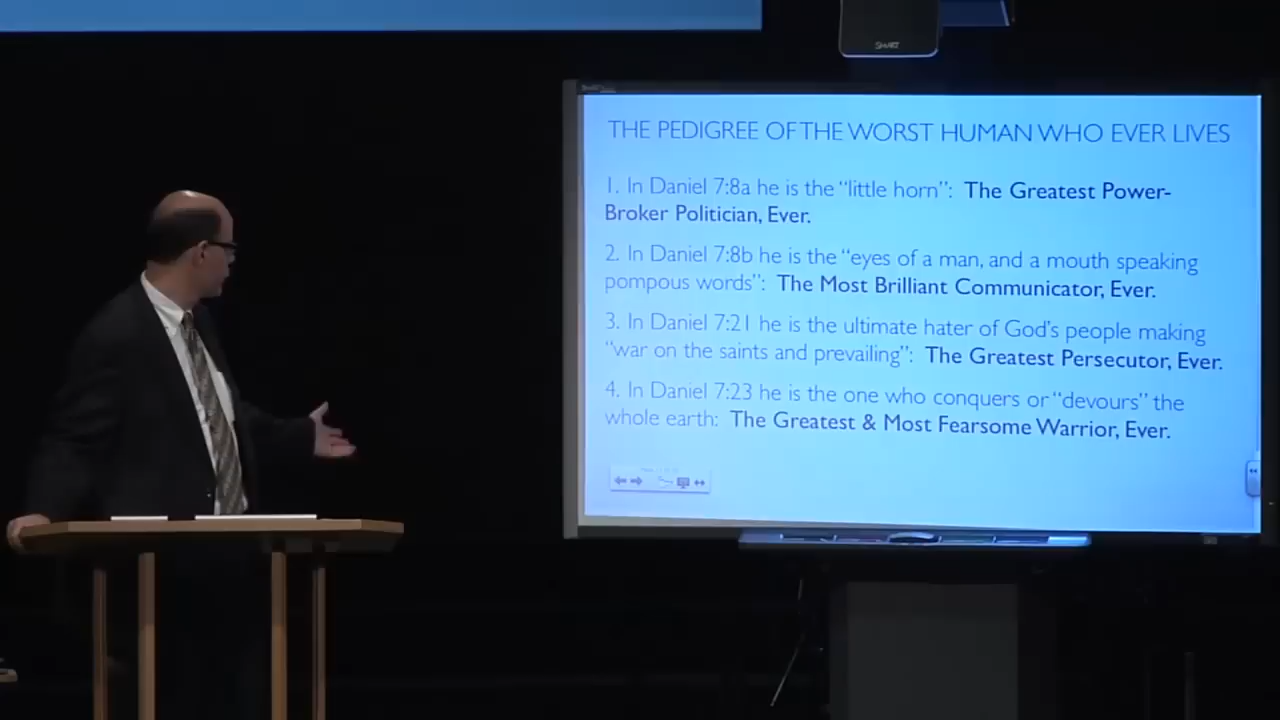 SMART
THE PEDIGREE OF THE WORST HUMAN WHO EVER LIVES
1. In Daniel 7:8a he is the “little horn”: The Greatest Power-
Broker Politician, Ever.
2. In Daniel 7:8b he is the “eyes of a man, and a mouth speaking
pompous words”: The Most Brilliant Communicator, Ever.
3. In Daniel 7:21 he is the ultimate hater of God’s people making
“war on the saints and prevailing”: The Greatest Persecutor, Ever.
4. In Daniel 7:23 he is the one who conquers or “devours” the
whole earth: The Greatest & Most Fearsome Warrior, Ever.